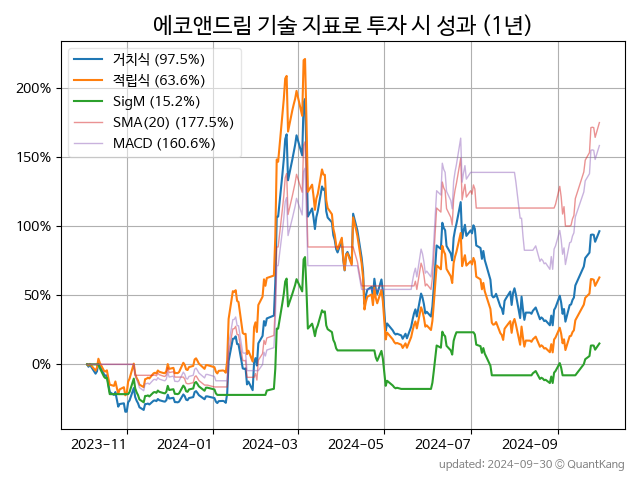 에코앤드림 기술 지표로 투자 시 성과 (1년)
거치식 (97.5%)
적립식 (63.6%)
SigM (15.2%)
SMA(20) (177.5%)
MACD (160.6%)
200%
150%
100%
50%
0%
2023-11 2024-01 2024-03 2024-05 2024-07 2024-09
updated: 2024-09-30 © QuantKang